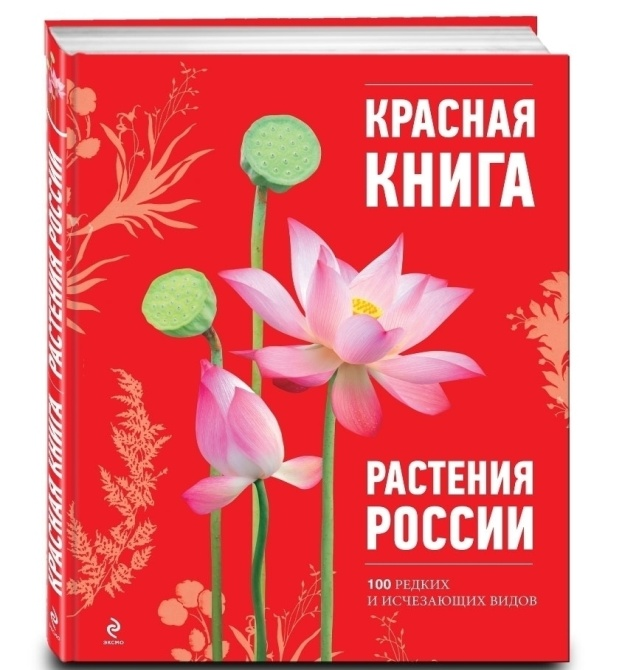 КРАСНАЯ
КНИГА
РАСТЕНИЯ
РОССИИ
100 РЕДКИХ
И ИСЧЕЗАЮЩИХ ВИДОВ
КРАСНАЯ КНИГА / РАСТЕНИЯ РОССИИ
ЭКСМО